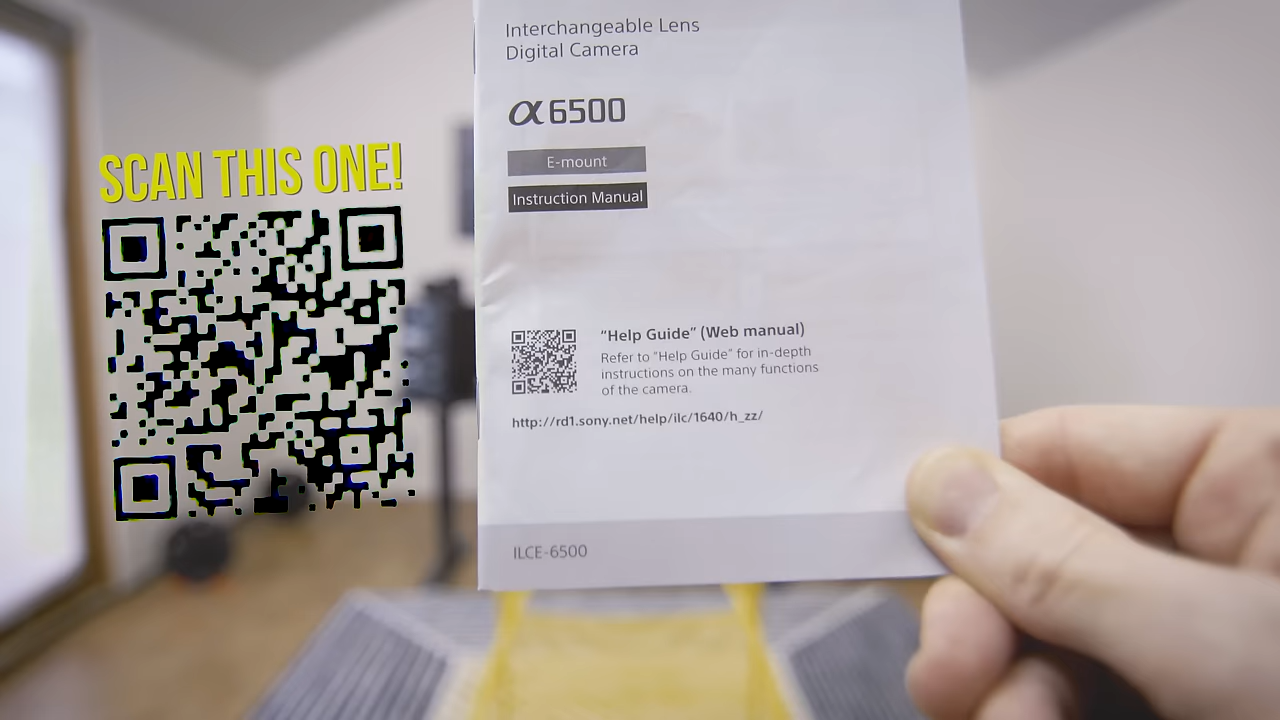 Interchangeable Lens
Digital Camera
α6500
E-mount
Instruction Manual
SCAN THIS ONE!
"Help Guide" (Web manual)
Refer to "Help Guide" for in-depth
instructions on the many functions
of the camera.
http://rd1.sony.net/help/ilc/1640/h_zz/
ILCE-6500